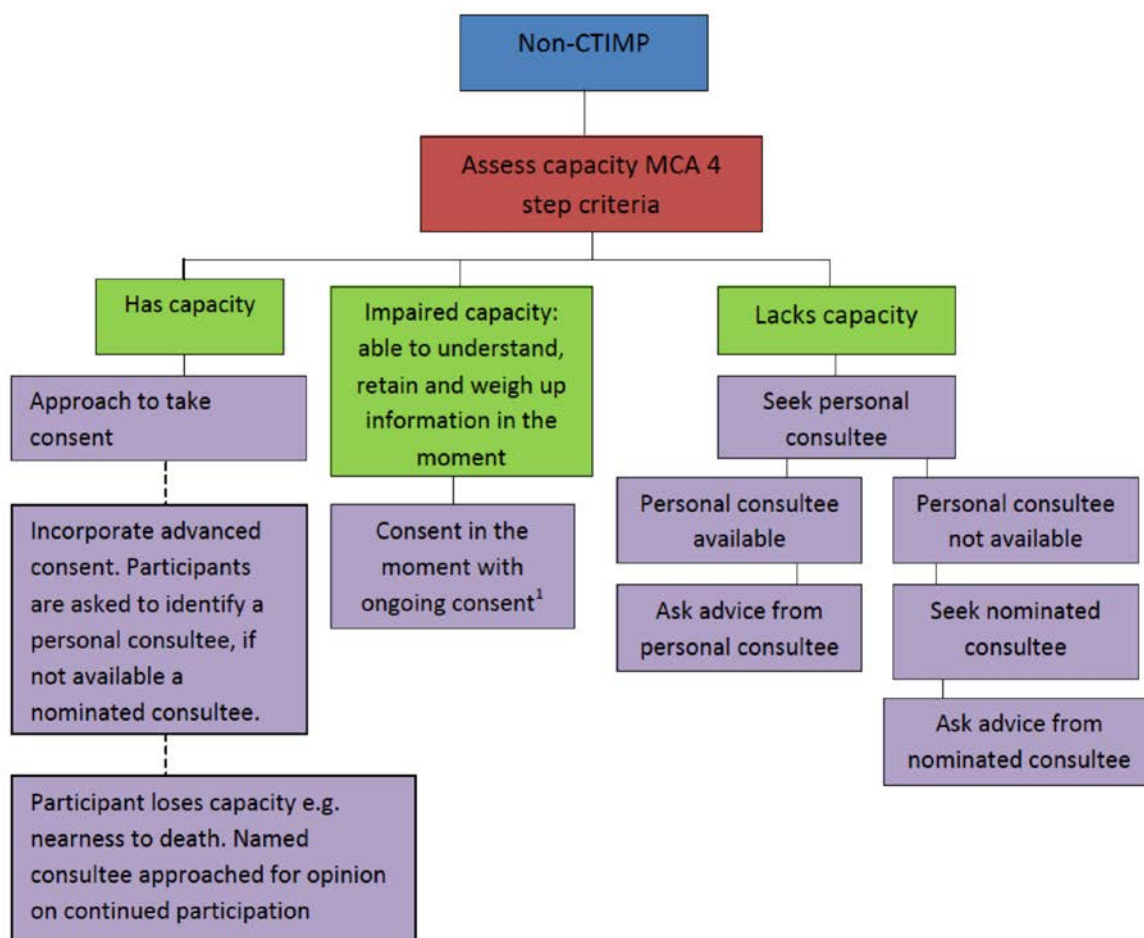 Non-CTIMP
Assess capacity MCA 4
step criteria
Has capacity
Approach to take
consent
Incorporate advanced
consent. Participants
are asked to identify a
personal consultee, if
not available a
nominated consultee.
Participant loses capacity e.g.
nearness to death. Named
consultee approached for opinion
on continued participation
Impaired capacity:
able to understand,
retain and weigh up
information in the
moment
Consent in the
moment with
ongoing consent¹
Lacks capacity
Seek personal
consultee
Personal consultee
available
Ask advice from
personal consultee
Personal consultee
not available
Seek nominated
consultee
Ask advice from
nominated consultee